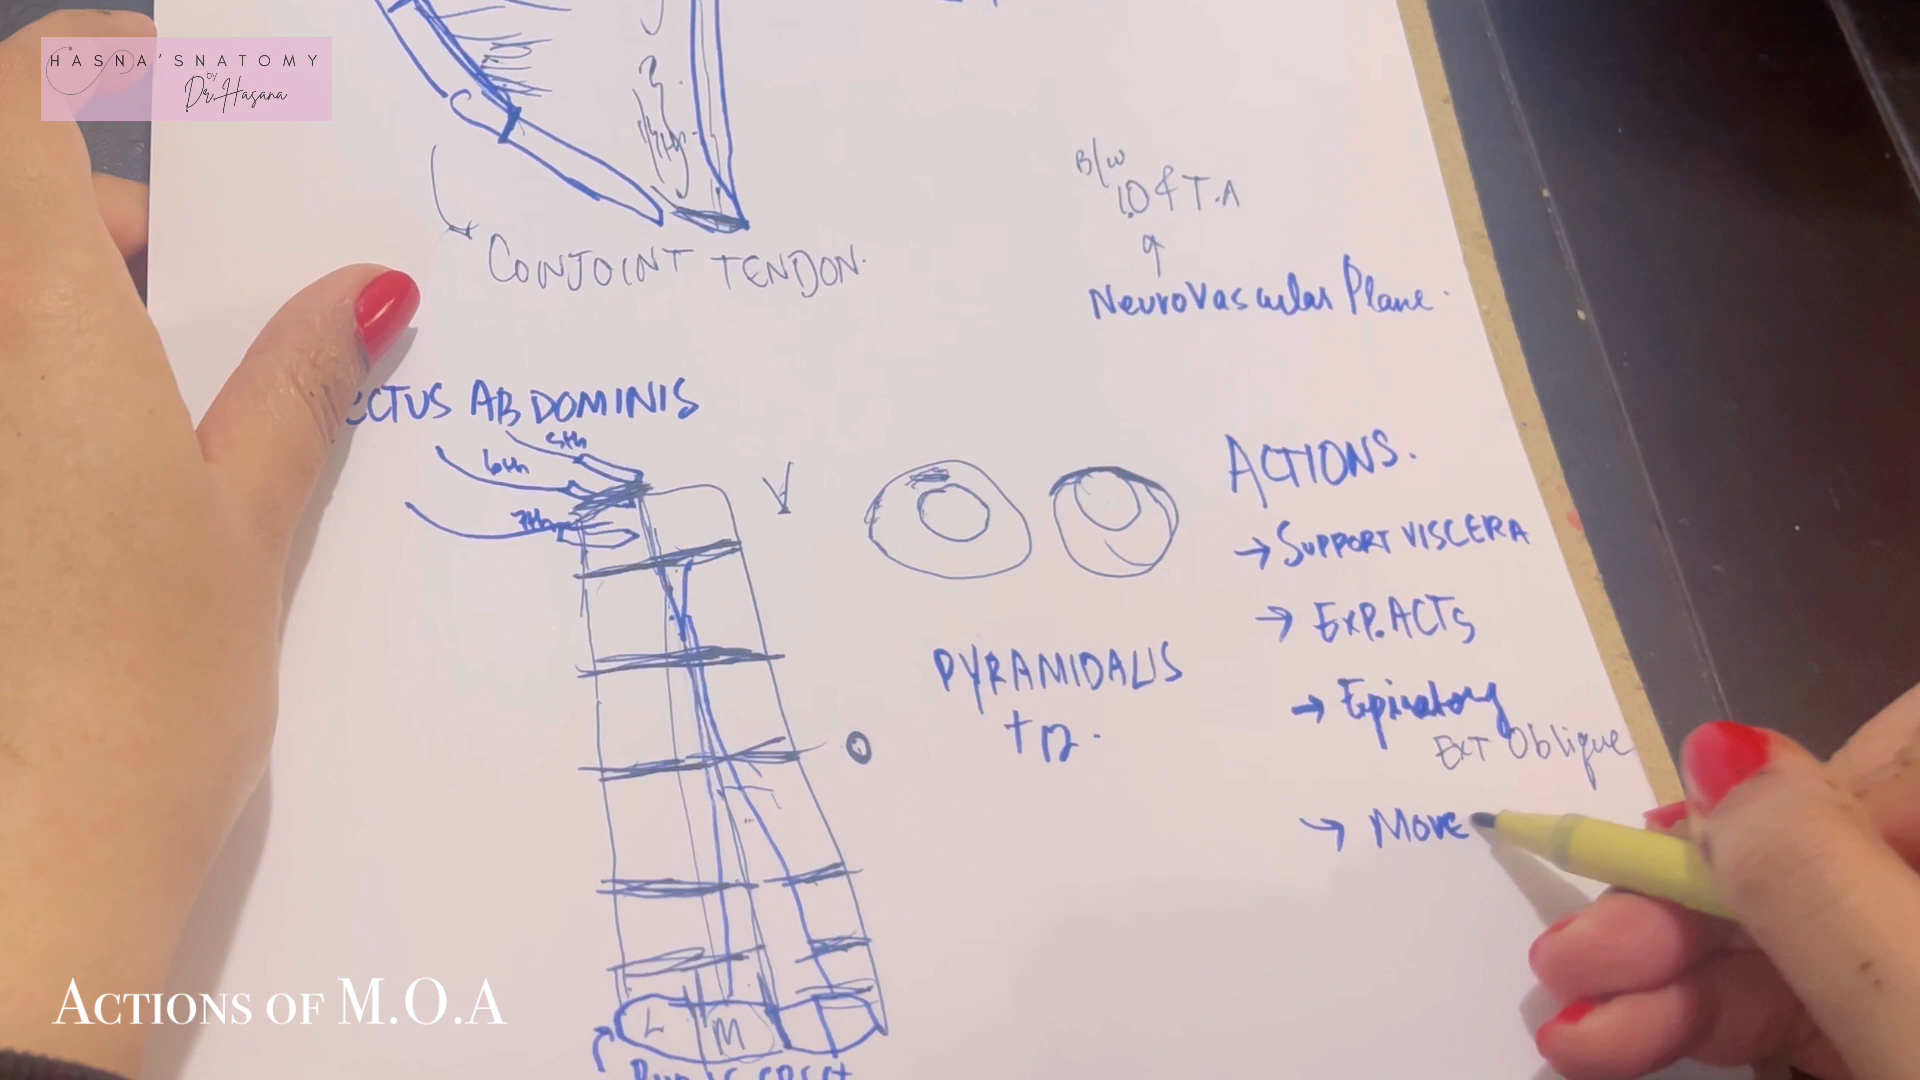 HASNA'SNATOMY
by
Dr.Hasana
CONJOINT TENDON.
B/w
I.O & T.A
NeuroVascular Plane.
ECTUS ABDOMINIS
5th
6th
7th
ACTIONS.
→ SUPPORT VISCERA
→ EXP. ACTS
→ Expiratory
EXT Oblique
→ MOVE
PYRAMIDALIS
L
M
ACTIONS OF M.O.A